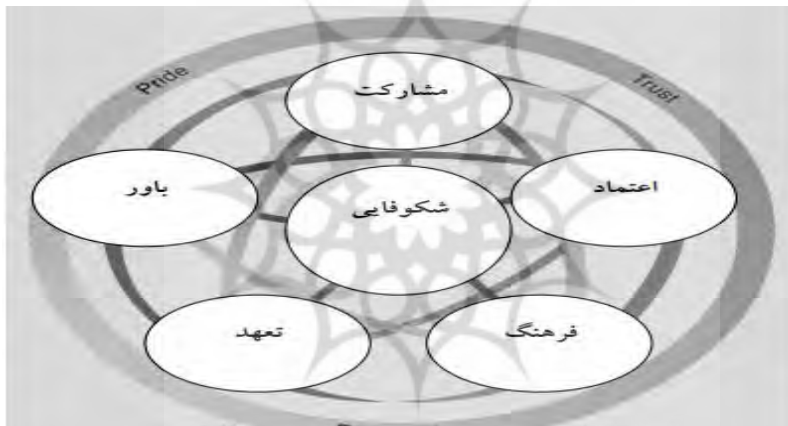 Pride
Trust
مشارکت
باور
اعتماد
شکوفایی
تعهد
فرهنگ